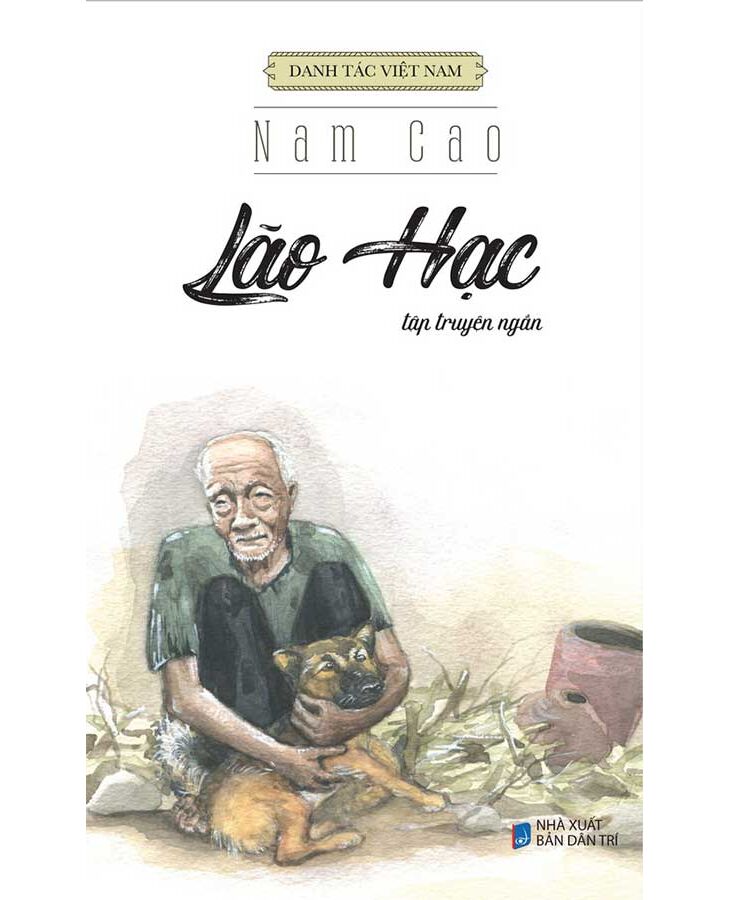 DANH TÁC VIỆT NAM
Nam Cao
Lão Hạc
tập truyện ngắn
NHÀ XUẤT
BẢN DÂN TRÍ